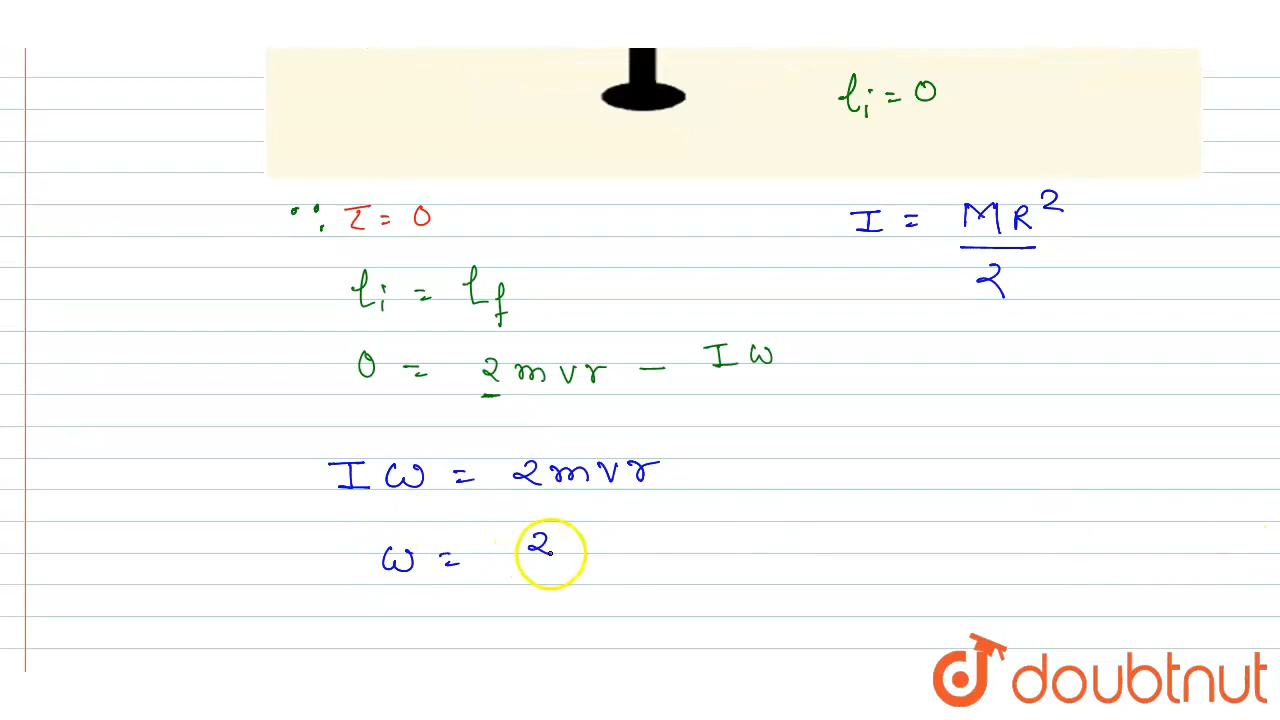 li = 0
∵ τ = 0
I = MR²/2
li = Lf
0 = 2mvr - Iω
Iω = 2mvr
ω = 2
doubtnut